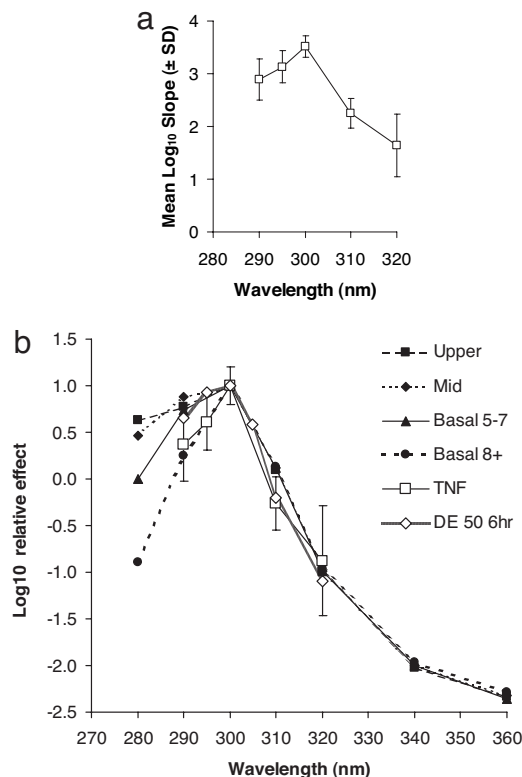 a
Mean Log10 Slope (± SD)
4
3
2
1
0
280 290 300 310 320
Wavelength (nm)
b
Log10 relative effect
1.5
1.0
0.5
0.0
-0.5
-1.0
-1.5
-2.0
-2.5
Upper
Mid
Basal 5-7
Basal 8+
TNF
DE 50 6hr
270 280 290 300 310 320 330 340 350 360
Wavelength (nm)